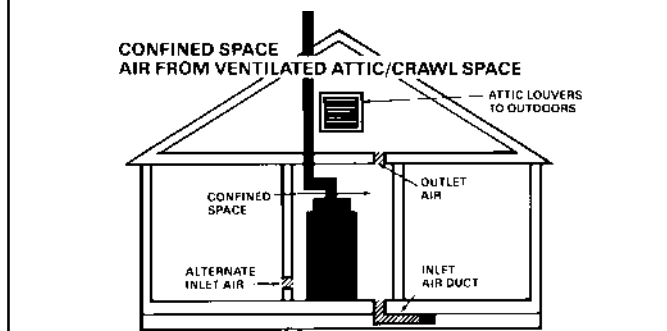 CONFINED SPACE
AIR FROM VENTILATED ATTIC/CRAWL SPACE
ATTIC LOUVERS
TO OUTDOORS
OUTLET
AIR
CONFINED
SPACE
ALTERNATE
INLET AIR
INLET
AIR DUCT